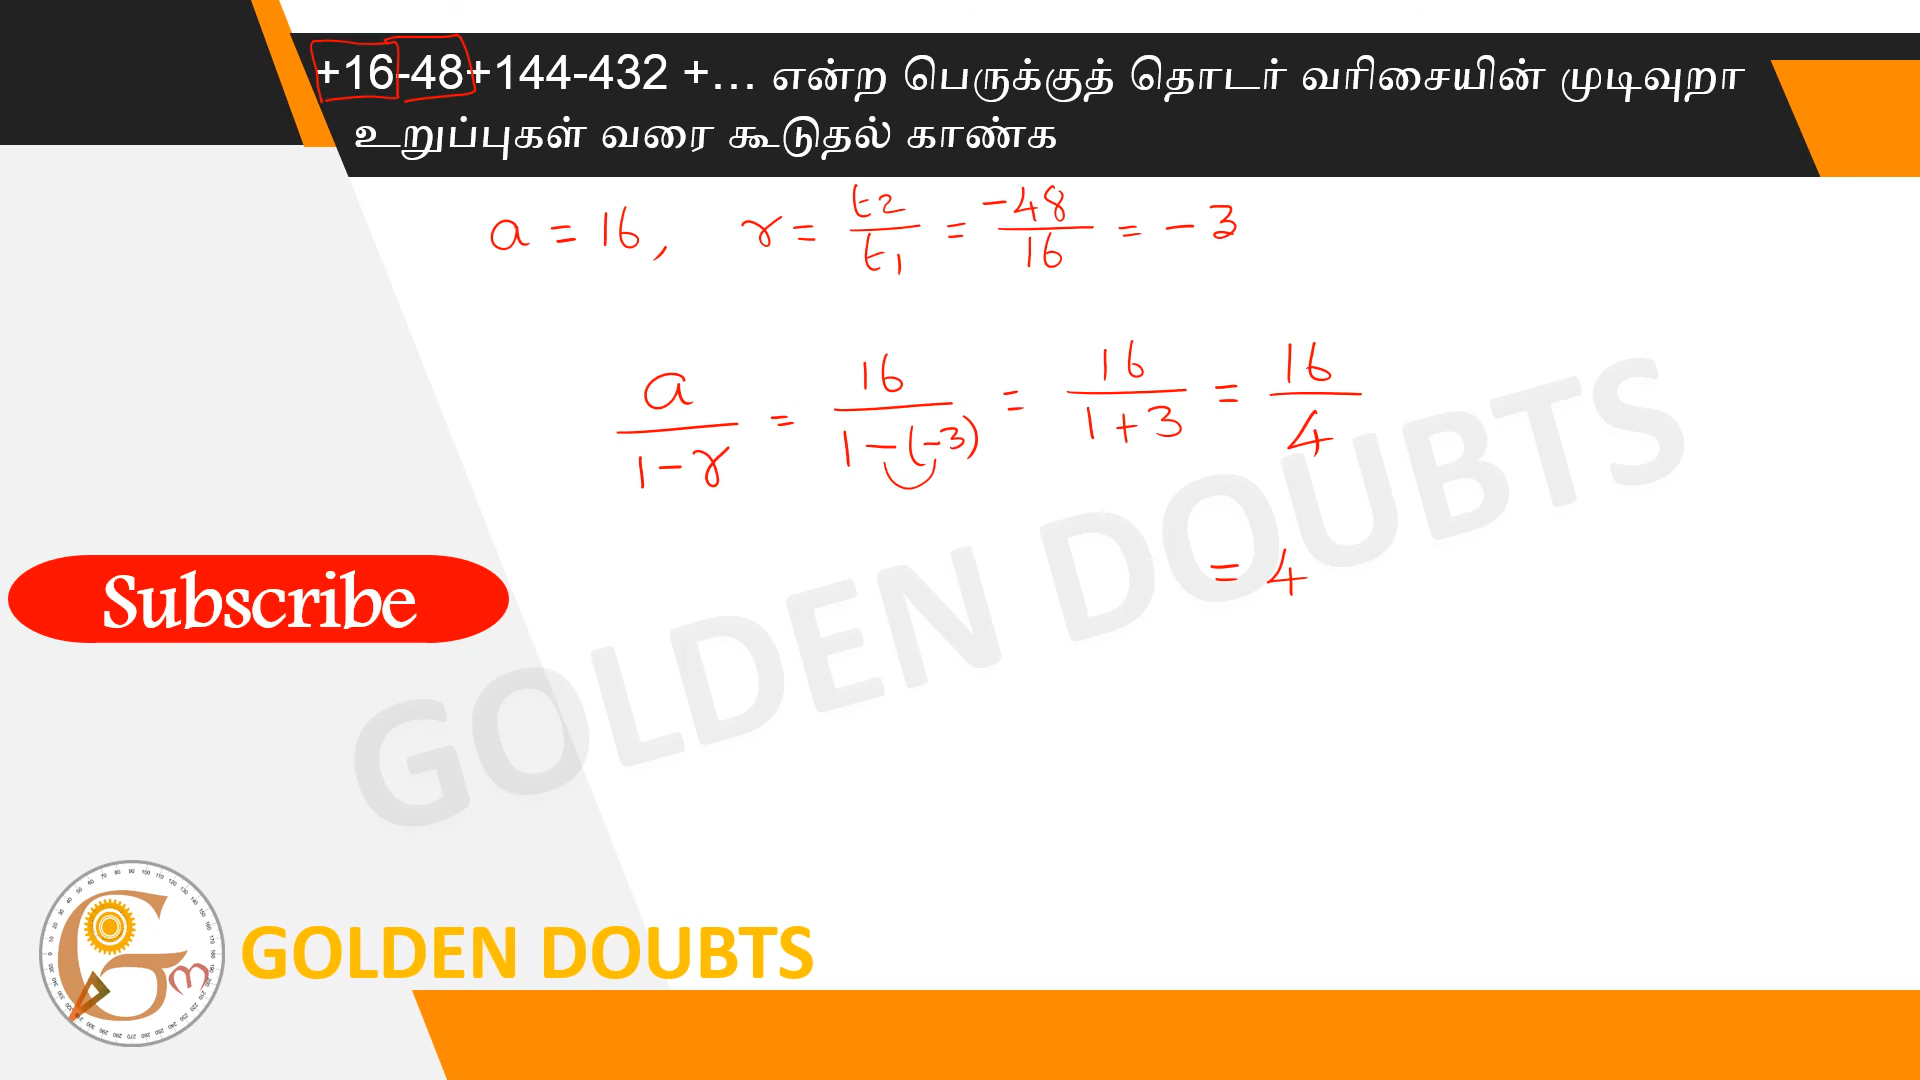 +16-48+144-432 +... என்ற பெருக்குத் தொடர் வரிசையின் முடிவுறா
உறுப்புகள் வரை கூடுதல் காண்க
a = 16, r = t2/t1 = -48/16 = -3
a/1-r = 16/1-(-3) = 16/1+3 = 16/4
= 4
GOLDEN DOUBTS
Subscribe
GOLDEN DOUBTS